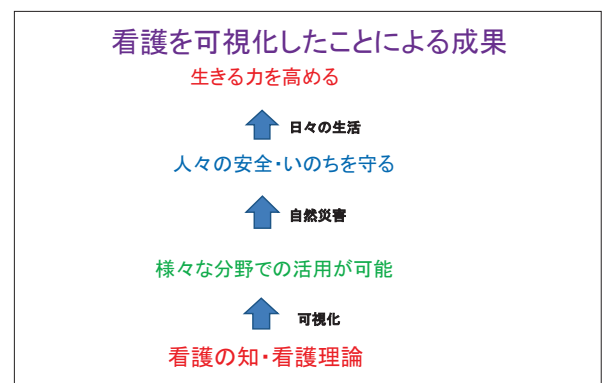 看護を可視化したことによる成果
生きる力を高める
日々の生活
人々の安全・いのちを守る
自然災害
様々な分野での活用が可能
可視化
看護の知・看護理論